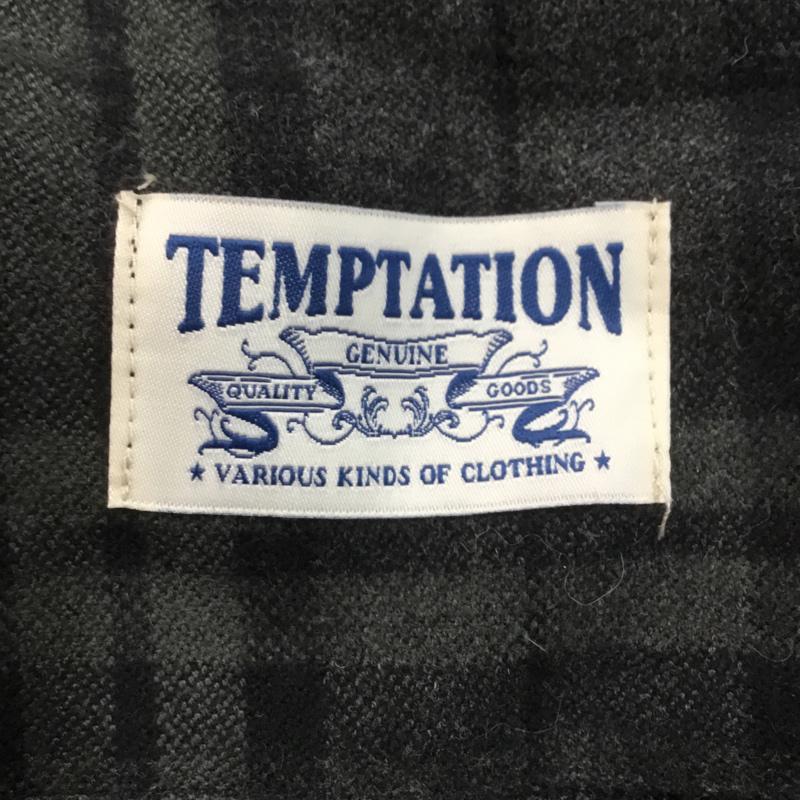 TEMPTATION
GENUINE
QUALITY GOODS
★ VARIOUS KINDS OF CLOTHING ★